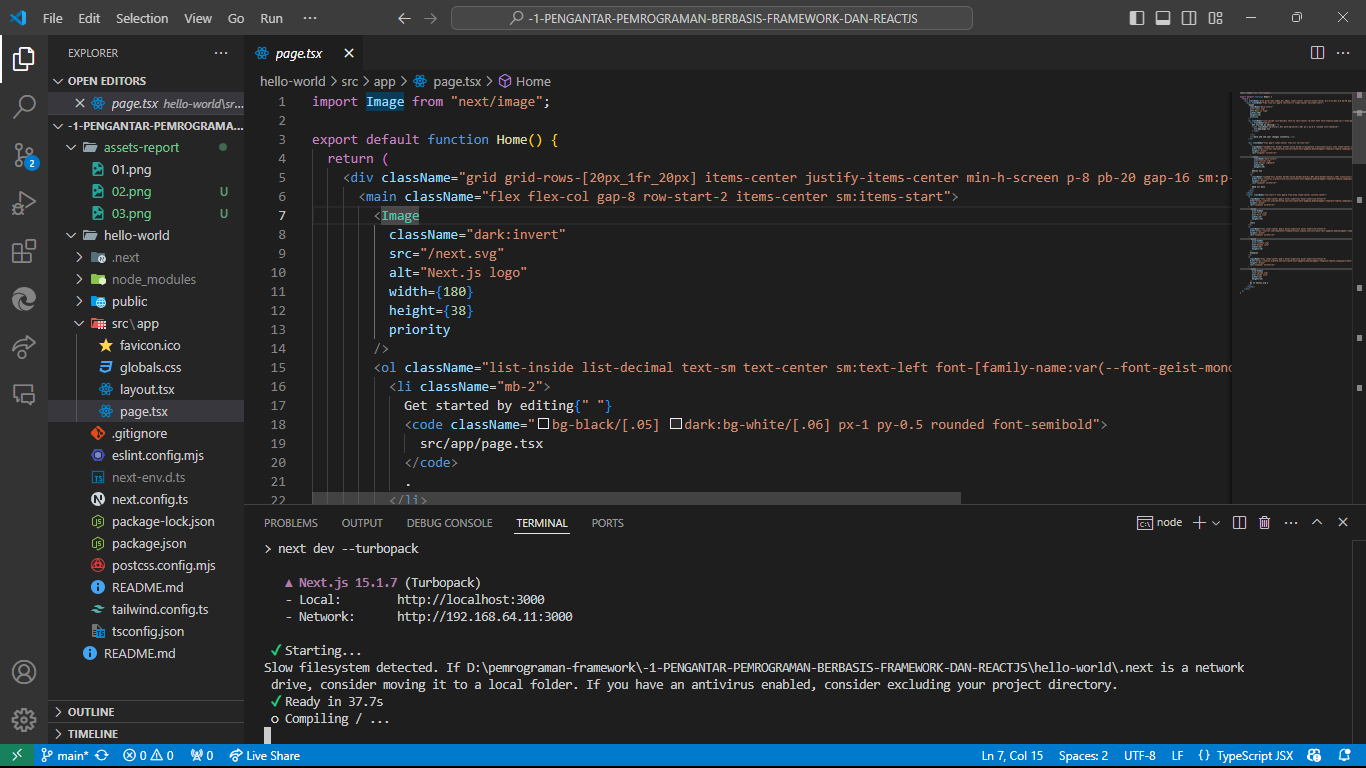 File Edit Selection View Go Run ···
-1-PENGANTAR-PEMROGRAMAN-BERBASIS-FRAMEWORK-DAN-REACTJS
EXPLORER
OPEN EDITORS
page.tsx hello-world\sr...
-1-PENGANTAR-PEMROGRAMA...
assets-report
01.png
02.png U
03.png U
hello-world
.next
node_modules
public
src\app
favicon.ico
globals.css
layout.tsx
page.tsx
.gitignore
eslint.config.mjs
next-env.d.ts
next.config.ts
package-lock.json
package.json
postcss.config.mjs
README.md
tailwind.config.ts
tsconfig.json
README.md
OUTLINE
TIMELINE
2
page.tsx
hello-world > src > app > page.tsx > Home
1 import Image from "next/image";
2
3 export default function Home() {
4 return (
5 <div className="grid grid-rows-[20px_1fr_20px] items-center justify-items-center min-h-screen p-8 pb-20 gap-16 sm:p-
6 <main className="flex flex-col gap-8 row-start-2 items-center sm:items-start">
7 <Image
8 className="dark:invert"
9 src="/next.svg"
10 alt="Next.js logo"
11 width={180}
12 height={38}
13 priority
14 />
15 <ol className="list-inside list-decimal text-sm text-center sm:text-left font-[family-name:var(--font-geist-mono
16 <li className="mb-2">
17 Get started by editing{" "}
18 <code className="bg-black/[.05] dark:bg-white/[.06] px-1 py-0.5 rounded font-semibold">
19 src/app/page.tsx
20 </code>
21 .
22 </li>
PROBLEMS OUTPUT DEBUG CONSOLE TERMINAL PORTS
node
> next dev --turbopack
▲ Next.js 15.1.7 (Turbopack)
- Local: http://localhost:3000
- Network: http://192.168.64.11:3000
✓ Starting...
Slow filesystem detected. If D:\pemrograman-framework\-1-PENGANTAR-PEMROGRAMAN-BERBASIS-FRAMEWORK-DAN-REACTJS\hello-world\.next is a network
drive, consider moving it to a local folder. If you have an antivirus enabled, consider excluding your project directory.
✓ Ready in 37.7s
○ Compiling / ...
main* 0 0 0 Live Share
Ln 7, Col 15 Spaces: 2 UTF-8 LF {} TypeScript JSX